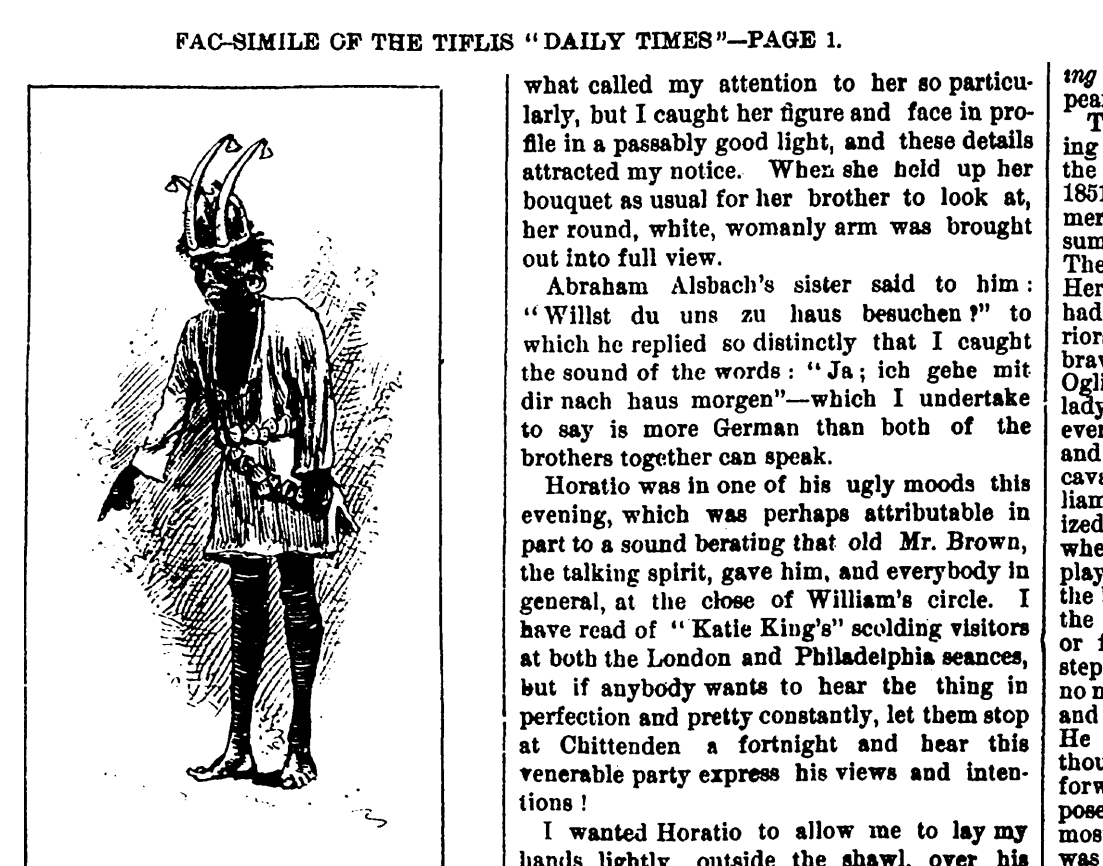 FAC-SIMILE OF THE TIFLIS "DAILY TIMES"—PAGE 1.
what called my attention to her so particu-
larly, but I caught her figure and face in pro-
file in a passably good light, and these details
attracted my notice. When she held up her
bouquet as usual for her brother to look at,
her round, white, womanly arm was brought
out into full view.
Abraham Alsbach's sister said to him:
"Willst du uns zu haus besuchen?" to
which he replied so distinctly that I caught
the sound of the words: "Ja; ich gehe mit
dir nach haus morgen"—which I undertake
to say is more German than both of the
brothers together can speak.
Horatio was in one of his ugly moods this
evening, which was perhaps attributable in
part to a sound berating that old Mr. Brown,
the talking spirit, gave him, and everybody in
general, at the close of William's circle. I
have read of "Katie King's" scolding visitors
at both the London and Philadelphia seances,
but if anybody wants to hear the thing in
perfection and pretty constantly, let them stop
at Chittenden a fortnight and hear this
venerable party express his views and inten-
tions!
I wanted Horatio to allow me to lay my
hands lightly, outside the shawl, over his
ing
pea
T
ing
the
1851
mer
sum
The
Her
had
rior
brav
Ogli
lady
ever
and
cava
liam
ized
whe
play
the
the
or f
step
no n
and
He
thou
forw
pose
mos
was